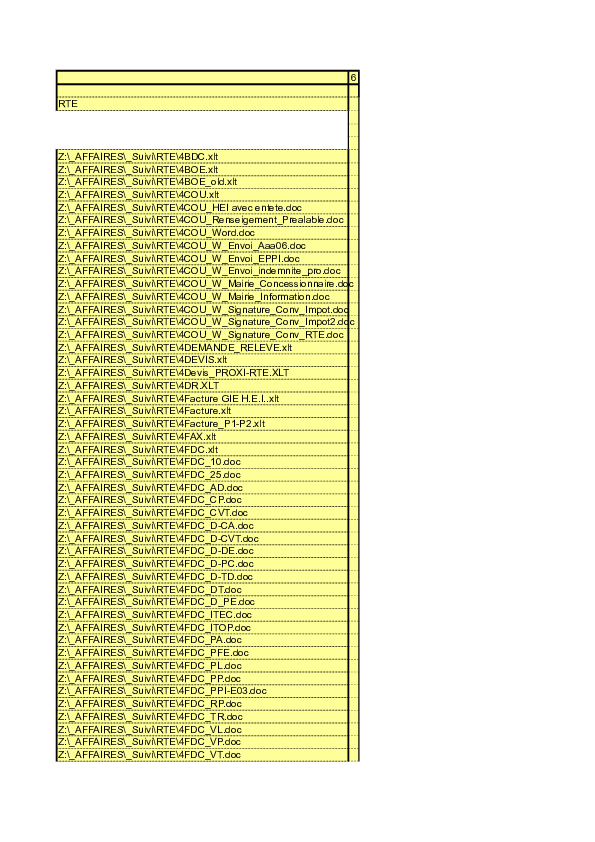 6
RTE
Z:\_AFFAIRES\_Suivi\RTE\4BDC.xlt
Z:\_AFFAIRES\_Suivi\RTE\4BOE.xlt
Z:\_AFFAIRES\_Suivi\RTE\4BOE_old.xlt
Z:\_AFFAIRES\_Suivi\RTE\4COU.xlt
Z:\_AFFAIRES\_Suivi\RTE\4COU_HEI avec entete.doc
Z:\_AFFAIRES\_Suivi\RTE\4COU_Renseigement_Prealable.doc
Z:\_AFFAIRES\_Suivi\RTE\4COU_Word.doc
Z:\_AFFAIRES\_Suivi\RTE\4COU_W_Envoi_Aaa06.doc
Z:\_AFFAIRES\_Suivi\RTE\4COU_W_Envoi_EPPI.doc
Z:\_AFFAIRES\_Suivi\RTE\4COU_W_Envoi_indemnite_pro.doc
Z:\_AFFAIRES\_Suivi\RTE\4COU_W_Mairie_Concessionnaire.doc
Z:\_AFFAIRES\_Suivi\RTE\4COU_W_Mairie_Information.doc
Z:\_AFFAIRES\_Suivi\RTE\4COU_W_Signature_Conv_Impot.doc
Z:\_AFFAIRES\_Suivi\RTE\4COU_W_Signature_Conv_Impot2.doc
Z:\_AFFAIRES\_Suivi\RTE\4COU_W_Signature_Conv_RTE.doc
Z:\_AFFAIRES\_Suivi\RTE\4DEMANDE_RELEVE.xlt
Z:\_AFFAIRES\_Suivi\RTE\4DEVIS.xlt
Z:\_AFFAIRES\_Suivi\RTE\4Devis_PROXI-RTE.XLT
Z:\_AFFAIRES\_Suivi\RTE\4DR.XLT
Z:\_AFFAIRES\_Suivi\RTE\4Facture GIE H.E.I..xlt
Z:\_AFFAIRES\_Suivi\RTE\4Facture.xlt
Z:\_AFFAIRES\_Suivi\RTE\4Facture_P1-P2.xlt
Z:\_AFFAIRES\_Suivi\RTE\4FAX.xlt
Z:\_AFFAIRES\_Suivi\RTE\4FDC.xlt
Z:\_AFFAIRES\_Suivi\RTE\4FDC_10.doc
Z:\_AFFAIRES\_Suivi\RTE\4FDC_25.doc
Z:\_AFFAIRES\_Suivi\RTE\4FDC_AD.doc
Z:\_AFFAIRES\_Suivi\RTE\4FDC_CP.doc
Z:\_AFFAIRES\_Suivi\RTE\4FDC_CVT.doc
Z:\_AFFAIRES\_Suivi\RTE\4FDC_D-CA.doc
Z:\_AFFAIRES\_Suivi\RTE\4FDC_D-CVT.doc
Z:\_AFFAIRES\_Suivi\RTE\4FDC_D-DE.doc
Z:\_AFFAIRES\_Suivi\RTE\4FDC_D-PC.doc
Z:\_AFFAIRES\_Suivi\RTE\4FDC_D-TD.doc
Z:\_AFFAIRES\_Suivi\RTE\4FDC_DT.doc
Z:\_AFFAIRES\_Suivi\RTE\4FDC_D_PE.doc
Z:\_AFFAIRES\_Suivi\RTE\4FDC_ITEC.doc
Z:\_AFFAIRES\_Suivi\RTE\4FDC_ITOP.doc
Z:\_AFFAIRES\_Suivi\RTE\4FDC_PA.doc
Z:\_AFFAIRES\_Suivi\RTE\4FDC_PFE.doc
Z:\_AFFAIRES\_Suivi\RTE\4FDC_PL.doc
Z:\_AFFAIRES\_Suivi\RTE\4FDC_PP.doc
Z:\_AFFAIRES\_Suivi\RTE\4FDC_PPI-E03.doc
Z:\_AFFAIRES\_Suivi\RTE\4FDC_RP.doc
Z:\_AFFAIRES\_Suivi\RTE\4FDC_TR.doc
Z:\_AFFAIRES\_Suivi\RTE\4FDC_VL.doc
Z:\_AFFAIRES\_Suivi\RTE\4FDC_VP.doc
Z:\_AFFAIRES\_Suivi\RTE\4FDC_VT.doc